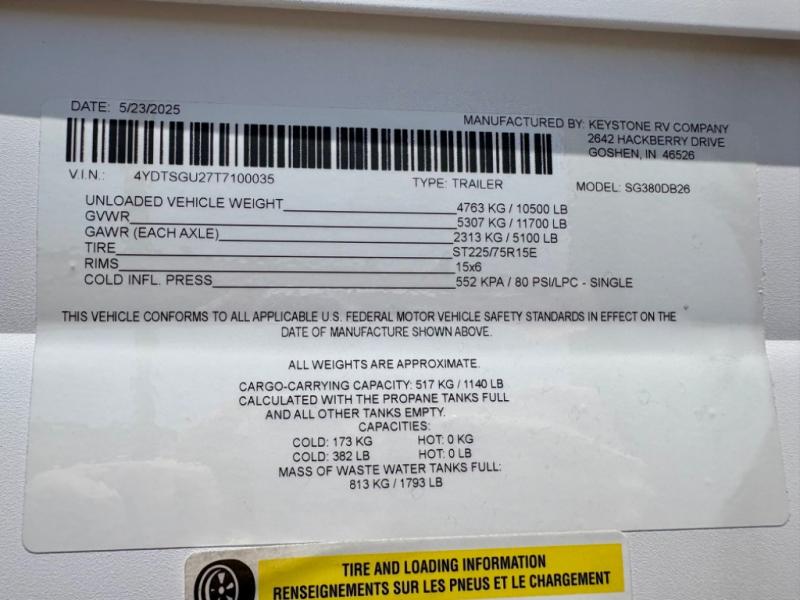 DATE: 5/23/2025
MANUFACTURED BY: KEYSTONE RV COMPANY
2642 HACKBERRY DRIVE
GOSHEN, IN 46526
V.I.N.: 4YDTSGU27T7100035 TYPE: TRAILER MODEL: SG380DB26
UNLOADED VEHICLE WEIGHT 4763 KG / 10500 LB
GVWR 5307 KG / 11700 LB
GAWR (EACH AXLE) 2313 KG / 5100 LB
TIRE ST225/75R15E
RIMS 15x6
COLD INFL. PRESS 552 KPA / 80 PSI/LPC - SINGLE
THIS VEHICLE CONFORMS TO ALL APPLICABLE U.S. FEDERAL MOTOR VEHICLE SAFETY STANDARDS IN EFFECT ON THE
DATE OF MANUFACTURE SHOWN ABOVE.
ALL WEIGHTS ARE APPROXIMATE.
CARGO-CARRYING CAPACITY: 517 KG / 1140 LB
CALCULATED WITH THE PROPANE TANKS FULL
AND ALL OTHER TANKS EMPTY.
CAPACITIES:
COLD: 173 KG HOT: 0 KG
COLD: 382 LB HOT: 0 LB
MASS OF WASTE WATER TANKS FULL:
813 KG / 1793 LB
TIRE AND LOADING INFORMATION
RENSEIGNEMENTS SUR LES PNEUS ET LE CHARGEMENT